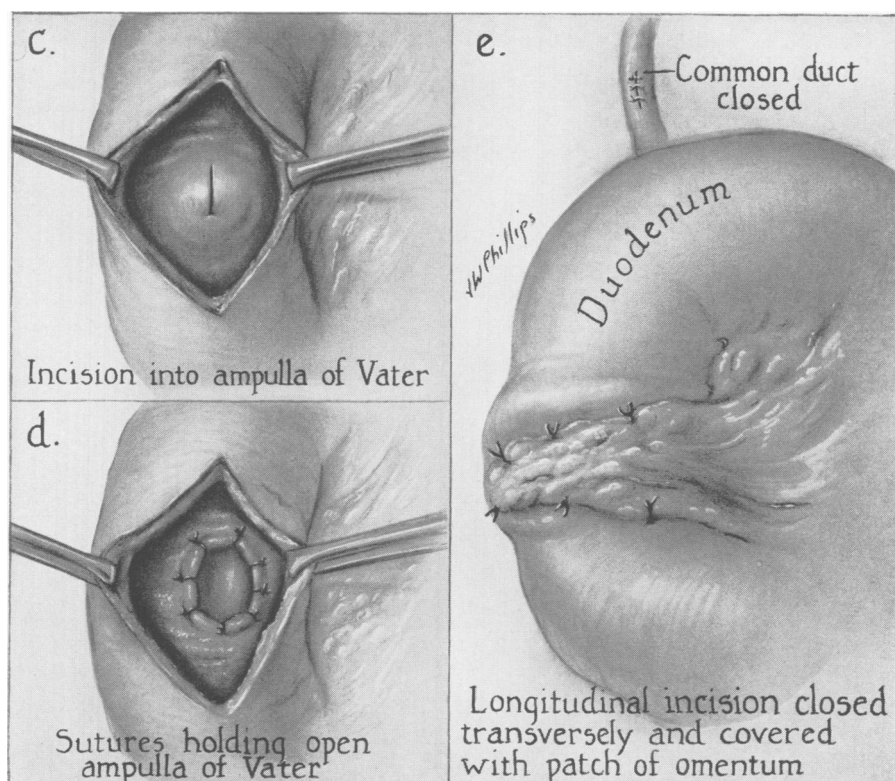 c.
Incision into ampulla of Vater
d.
Sutures holding open
ampulla of Vater
e.
Common duct
closed
Phillips
Duodenum
Longitudinal incision closed
transversely and covered
with patch of omentum